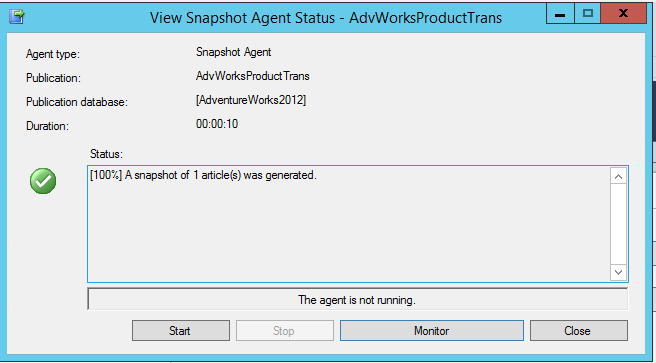 View Snapshot Agent Status - AdvWorksProductTrans
Agent type: Snapshot Agent
Publication: AdvWorksProductTrans
Publication database: [AdventureWorks2012]
Duration: 00:00:10
Status:
[100%] A snapshot of 1 article(s) was generated.
The agent is not running.
Start Stop Monitor Close